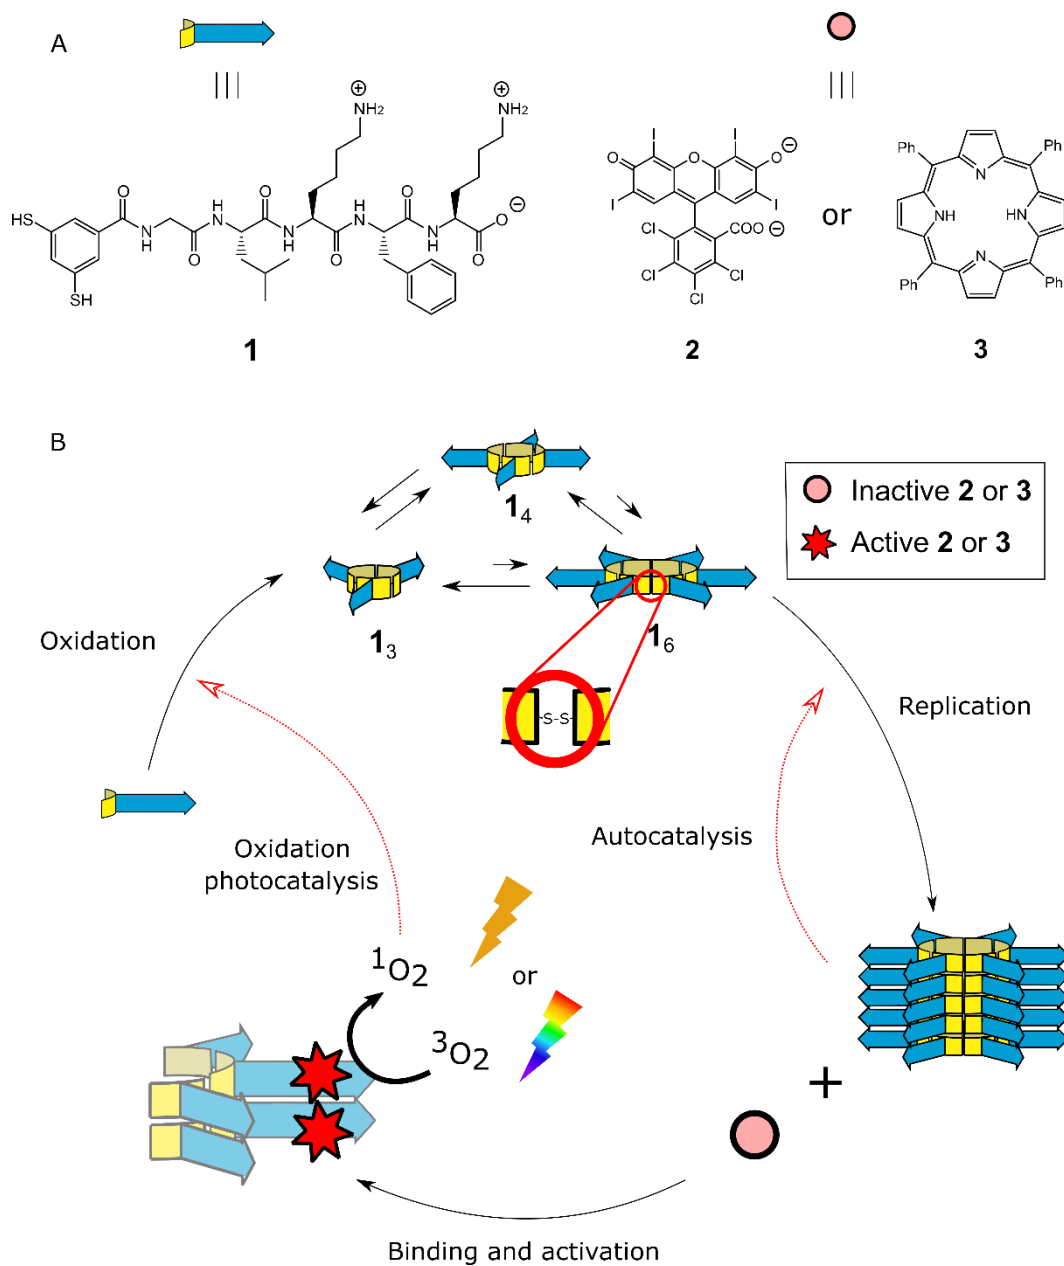 A
⊕
NH₂
⊕
NH₂
HS
O
N
H
O
H
N
O
N
H
O
H
N
O
N
H
O
O
⊖
SH
1
I
O
I
O
O
⊖
I
I
Cl
COO
⊖
Cl
Cl
Cl
2
or
Ph
Ph
N
NH
HN
N
Ph
Ph
3
B
1₄
1₃
1₆
S-S
Inactive 2 or 3
Active 2 or 3
Oxidation
Replication
Oxidation
photocatalysis
Autocatalysis
¹O₂
or
³O₂
+
Binding and activation